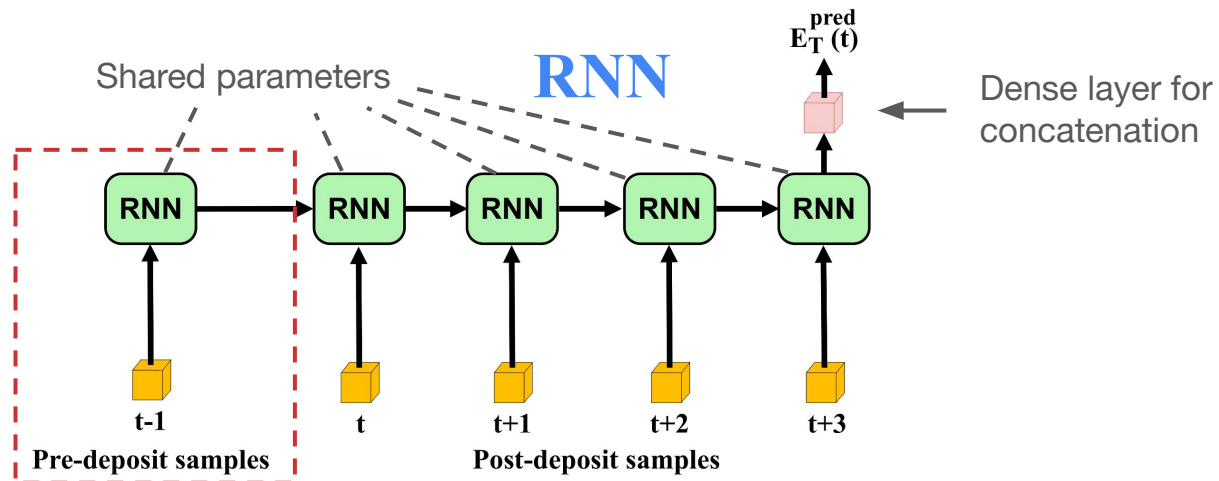 E_T^pred (t)
RNN
Shared parameters
Dense layer for
concatenation
RNN RNN RNN RNN RNN
t-1 t t+1 t+2 t+3
Pre-deposit samples Post-deposit samples